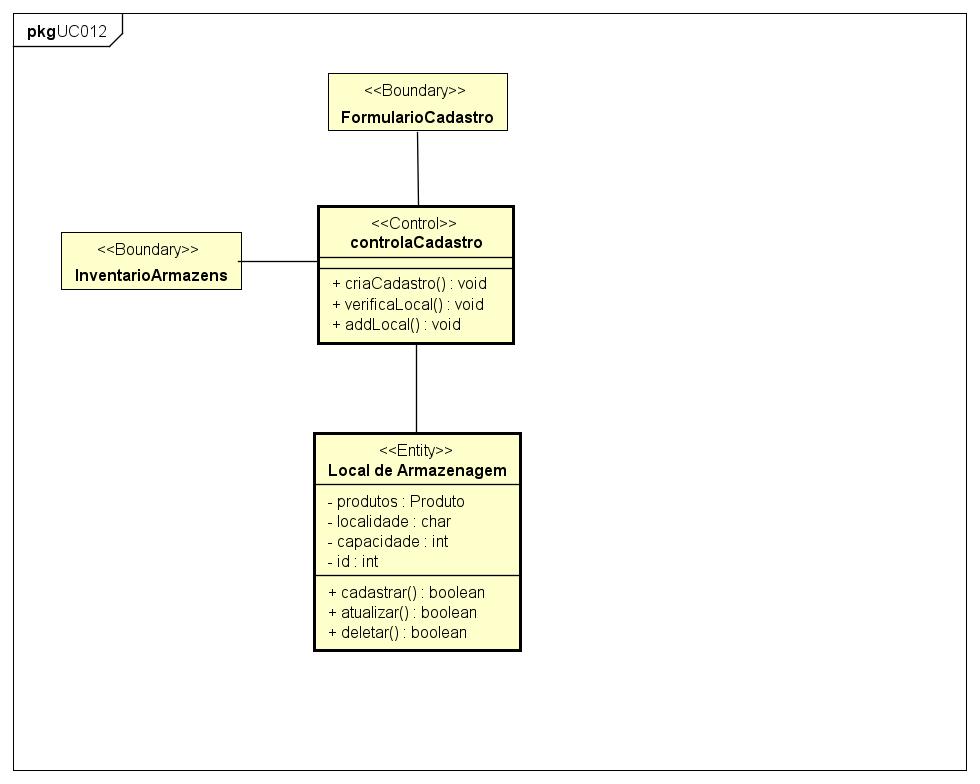 pkgUC012
<<Boundary>>
FormularioCadastro
<<Control>>
controlaCadastro
+ criaCadastro() : void
+ verificaLocal() : void
+ addLocal() : void
<<Boundary>>
InventarioArmazens
<<Entity>>
Local de Armazenagem
- produtos : Produto
- localidade : char
- capacidade : int
- id : int
+ cadastrar() : boolean
+ atualizar() : boolean
+ deletar() : boolean